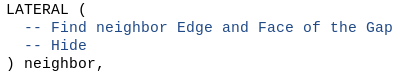 LATERAL (
  -- Find neighbor Edge and Face of the Gap
  -- Hide
) neighbor,